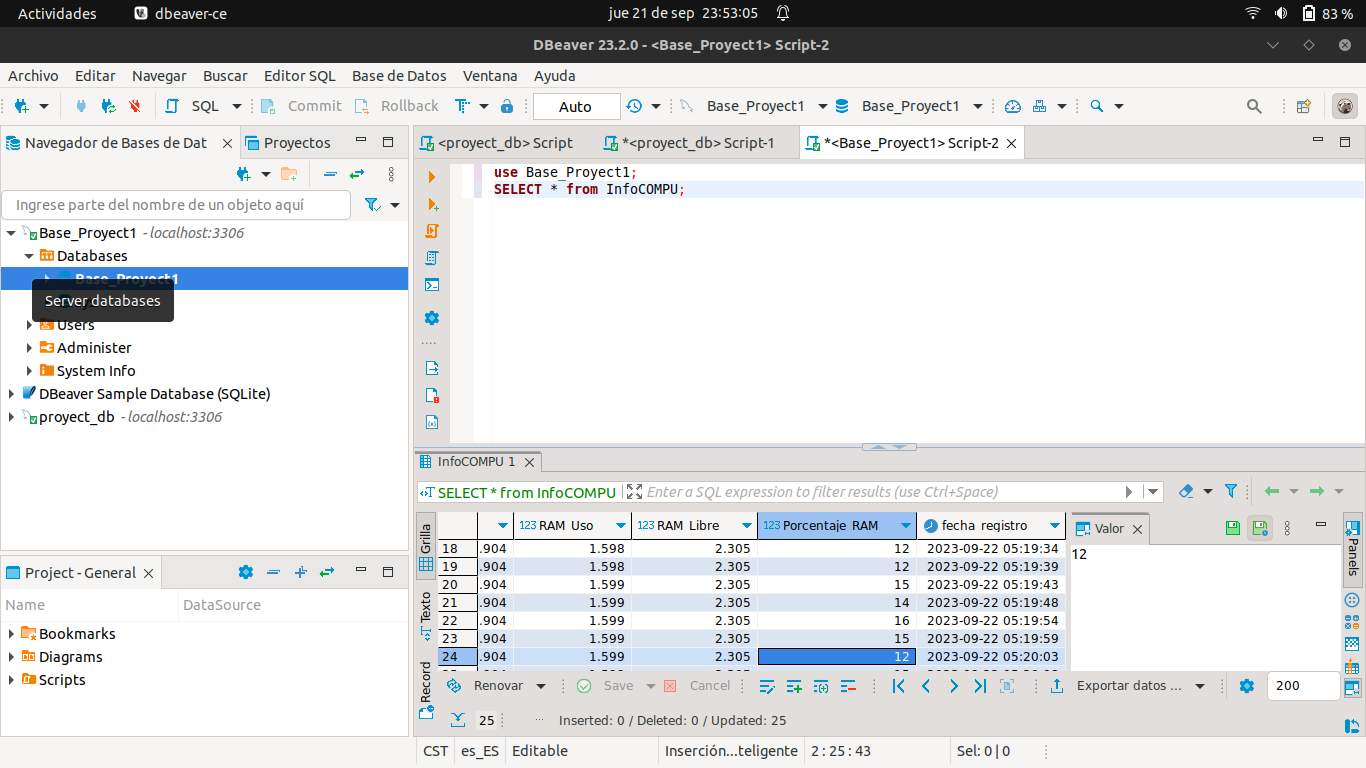 Actividades dbeaver-ce jue 21 de sep 23:53:05 83 %
DBeaver 23.2.0 - <Base_Proyect1> Script-2
Archivo Editar Navegar Buscar Editor SQL Base de Datos Ventana Ayuda
SQL Commit Rollback Auto Base_Proyect1 Base_Proyect1
Navegador de Bases de Dat Proyectos
Ingrese parte del nombre de un objeto aquí
Base_Proyect1 - localhost:3306
Databases
Base_Proyect1
Server databases
Users
Administer
System Info
DBeaver Sample Database (SQLite)
proyect_db - localhost:3306
Project - General
Name DataSource
Bookmarks
Diagrams
Scripts
<proyect_db> Script *<proyect_db> Script-1 *<Base_Proyect1> Script-2
use Base_Proyect1;
SELECT * from InfoCOMPU;
InfoCOMPU 1
SELECT * from InfoCOMPU Enter a SQL expression to filter results (use Ctrl+Space)
Grilla
Texto
Record
123 RAM_Uso 123 RAM_Libre 123 Porcentaje_RAM fecha_registro
18 .904 1.598 2.305 12 2023-09-22 05:19:34
19 .904 1.598 2.305 12 2023-09-22 05:19:39
20 .904 1.599 2.305 15 2023-09-22 05:19:43
21 .904 1.599 2.305 14 2023-09-22 05:19:48
22 .904 1.599 2.305 16 2023-09-22 05:19:54
23 .904 1.599 2.305 15 2023-09-22 05:19:59
24 .904 1.599 2.305 12 2023-09-22 05:20:03
Valor
12
Panels
Renovar Save Cancel Exportar datos ... 200
25 ... Inserted: 0 / Deleted: 0 / Updated: 25
CST es_ES Editable Inserción...teligente 2 : 25 : 43 Sel: 0 | 0